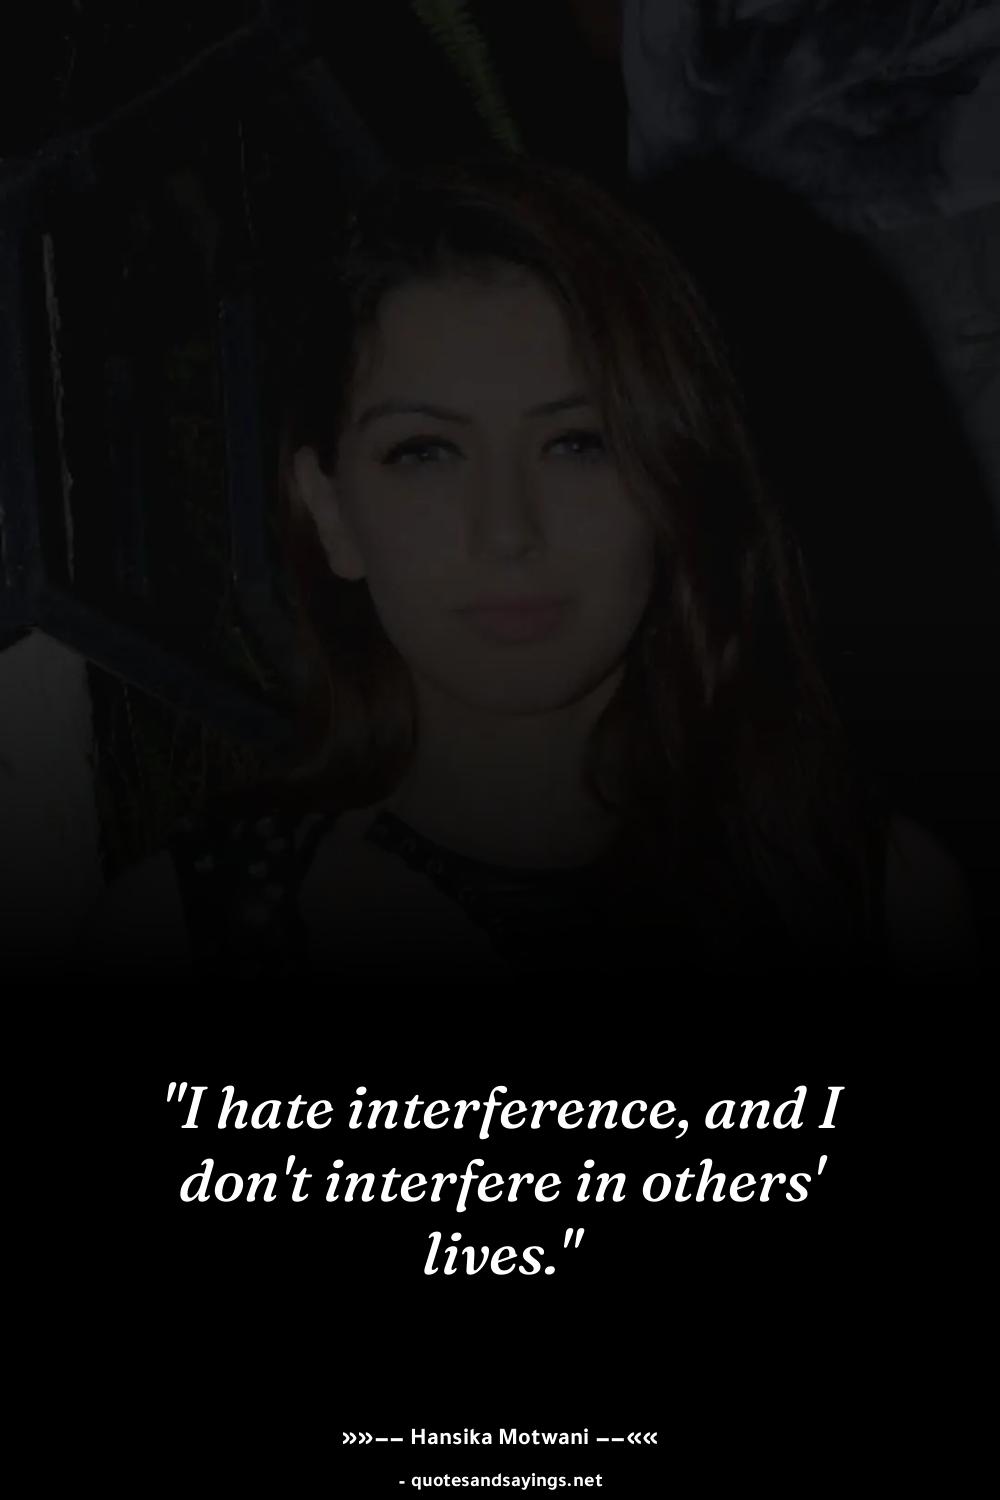 "I hate interference, and I
don't interfere in others'
lives."
»»−− Hansika Motwani −−««
- quotesandsayings.net